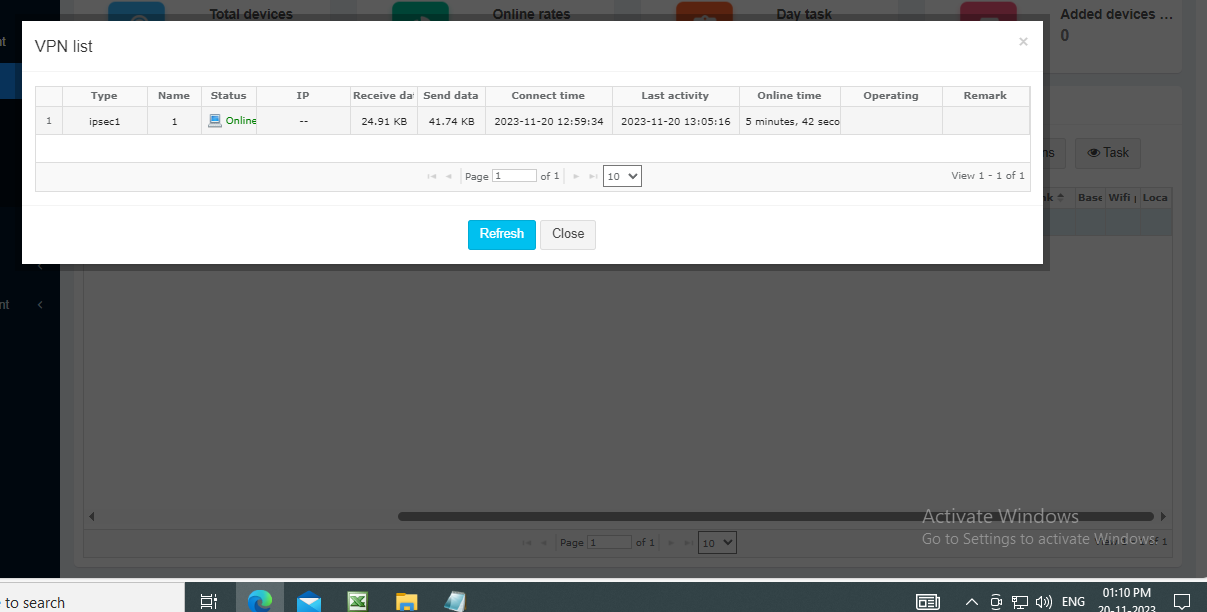 Total devices Online rates Day task Added devices ...
0
nt
VPN list ×
Type Name Status IP Receive dat Send data Connect time Last activity Online time Operating Remark
1 ipsec1 1 Online -- 24.91 KB 41.74 KB 2023-11-20 12:59:34 2023-11-20 13:05:16 5 minutes, 42 seco
Page 1 of 1 10 View 1 - 1 of 1
ns Task
nk Base Wifi Loca
Refresh Close
nt
Activate Windows
Go to Settings to activate Windows.
Page 1 of 1 10
to search
ENG
01:10 PM
20-11-2023